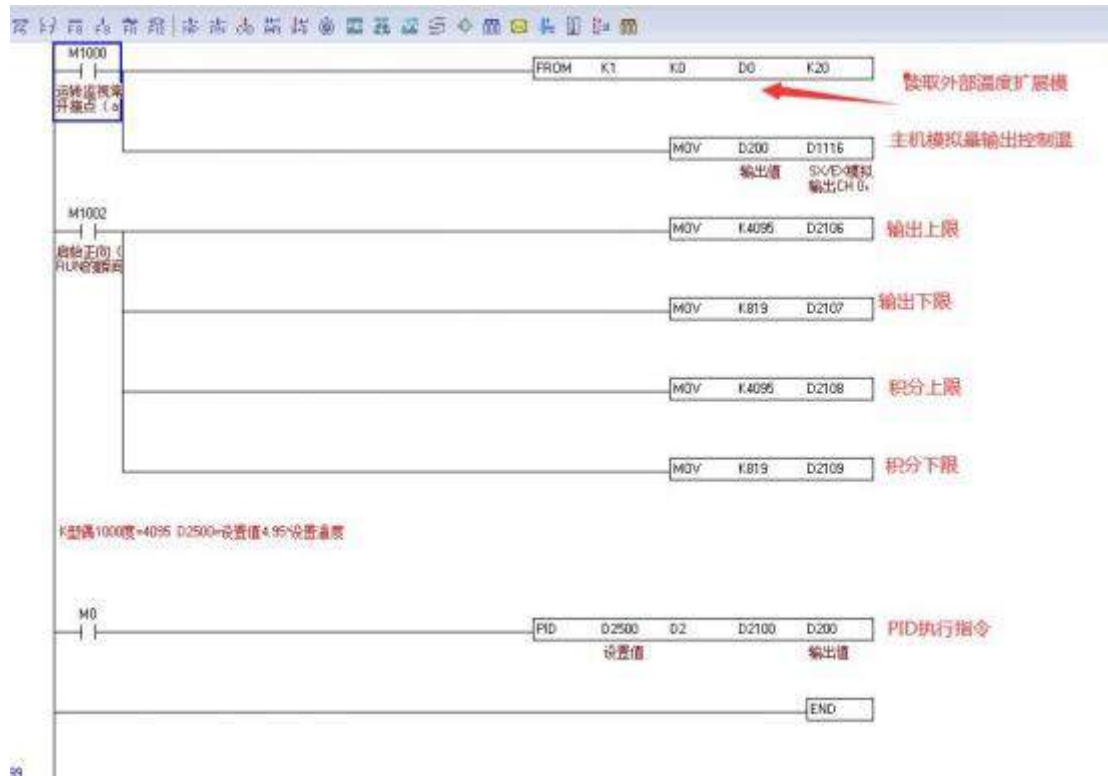 M1000
FROM K1 K0 D0 K20
运转监视常
开接点（a
读取外部温度扩展模
MOV D200 D1116
主机模拟量输出控制温
输出值 SX/EX模拟
输出CH 0,
M1002
MOV K4095 D2106 输出上限
启始正向（
RUN的瞬间
MOV K819 D2107 输出下限
MOV K4095 D2108 积分上限
MOV K819 D2109 积分下限
K型偶1000度=4095 D2500=设置值4.95*设置温度
M0
PID D2500 D2 D2100 D200 PID执行指令
设置值 输出值
END
99